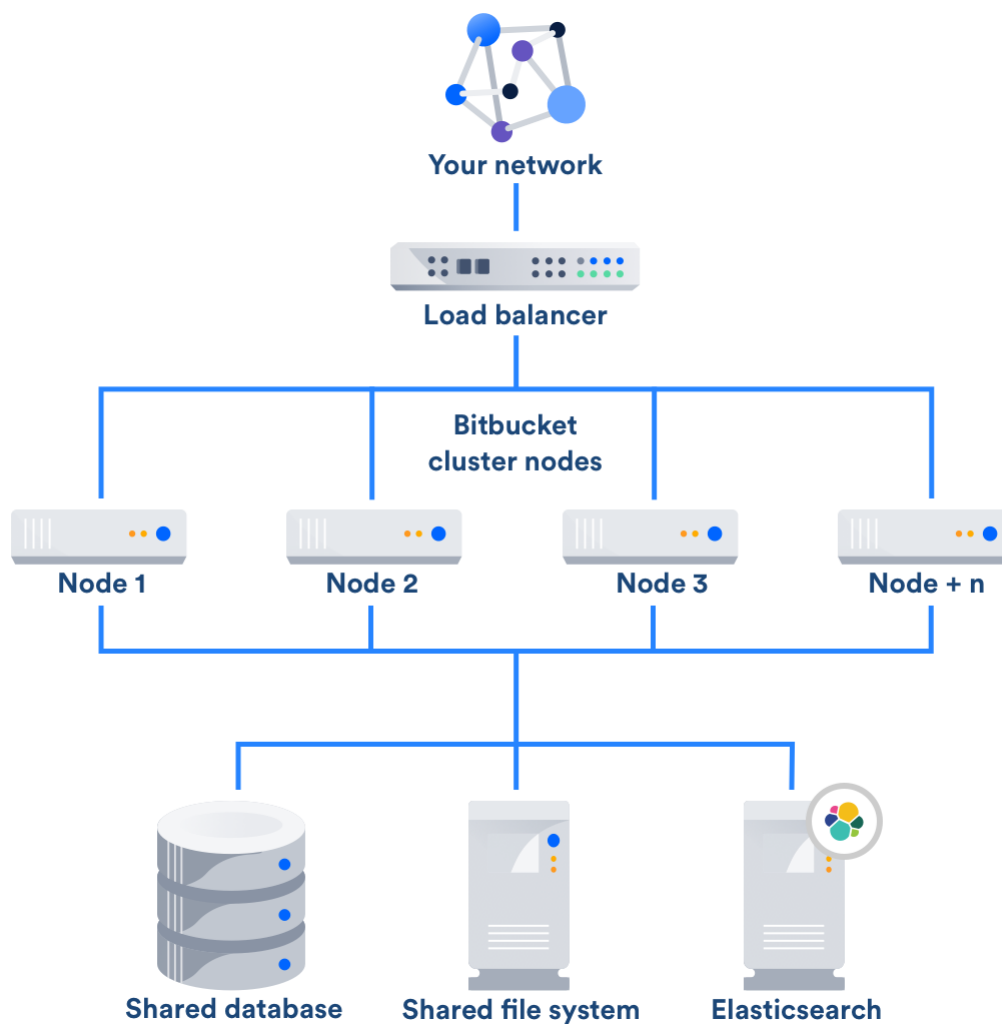 Your network
Load balancer
Bitbucket
cluster nodes
Node 1
Node 2
Node 3
Node + n
Shared database
Shared file system
Elasticsearch